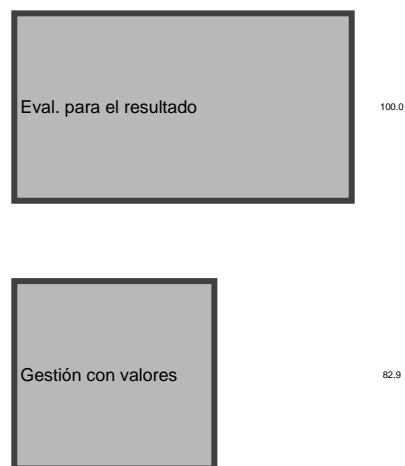 Eval. para el resultado 100.0
Gestión con valores 82.9